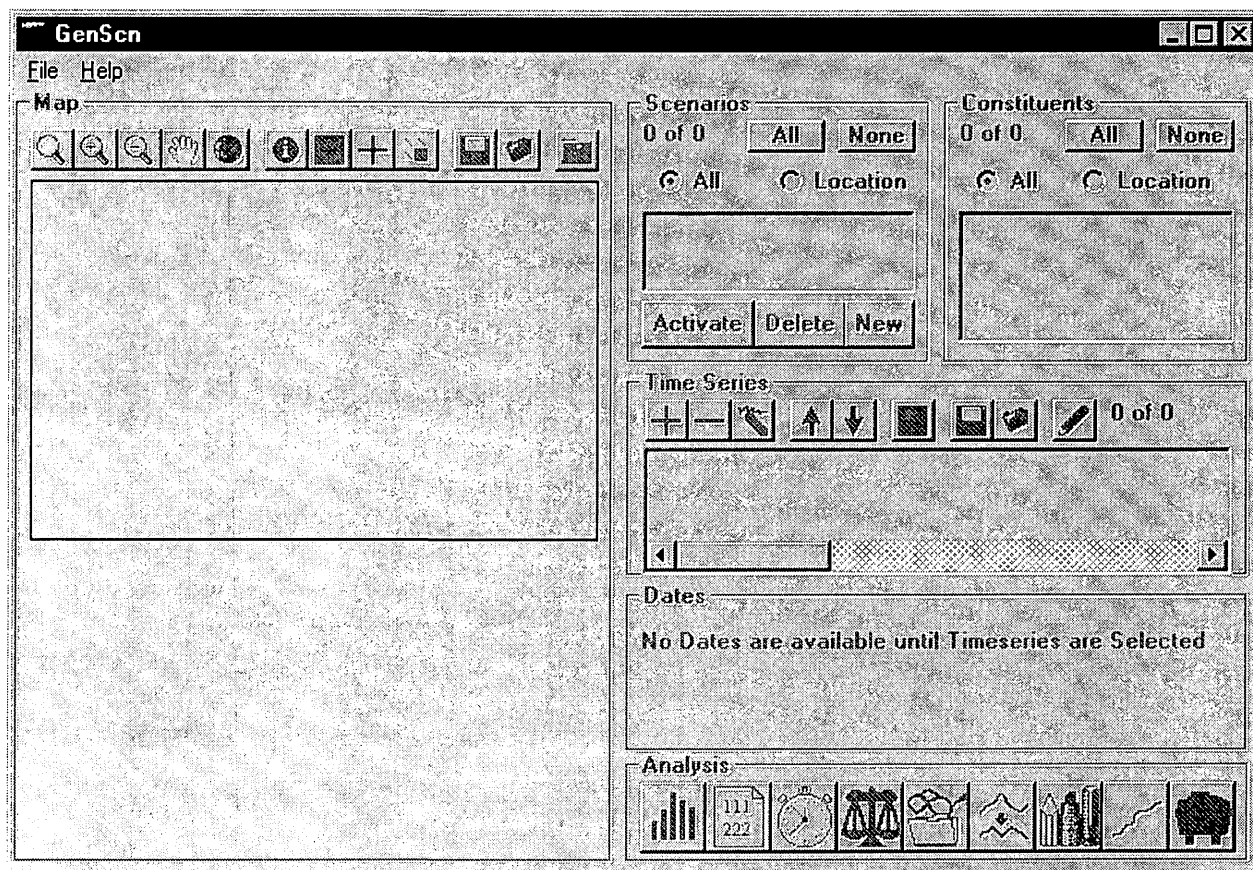 GenScn
File Help
Map
Scenarios
0 of 0 All None
All Location
Activate Delete New
Constituents
0 of 0 All None
All Location
Time Series
0 of 0
Dates
No Dates are available until Timeseries are Selected
Analysis
111
222